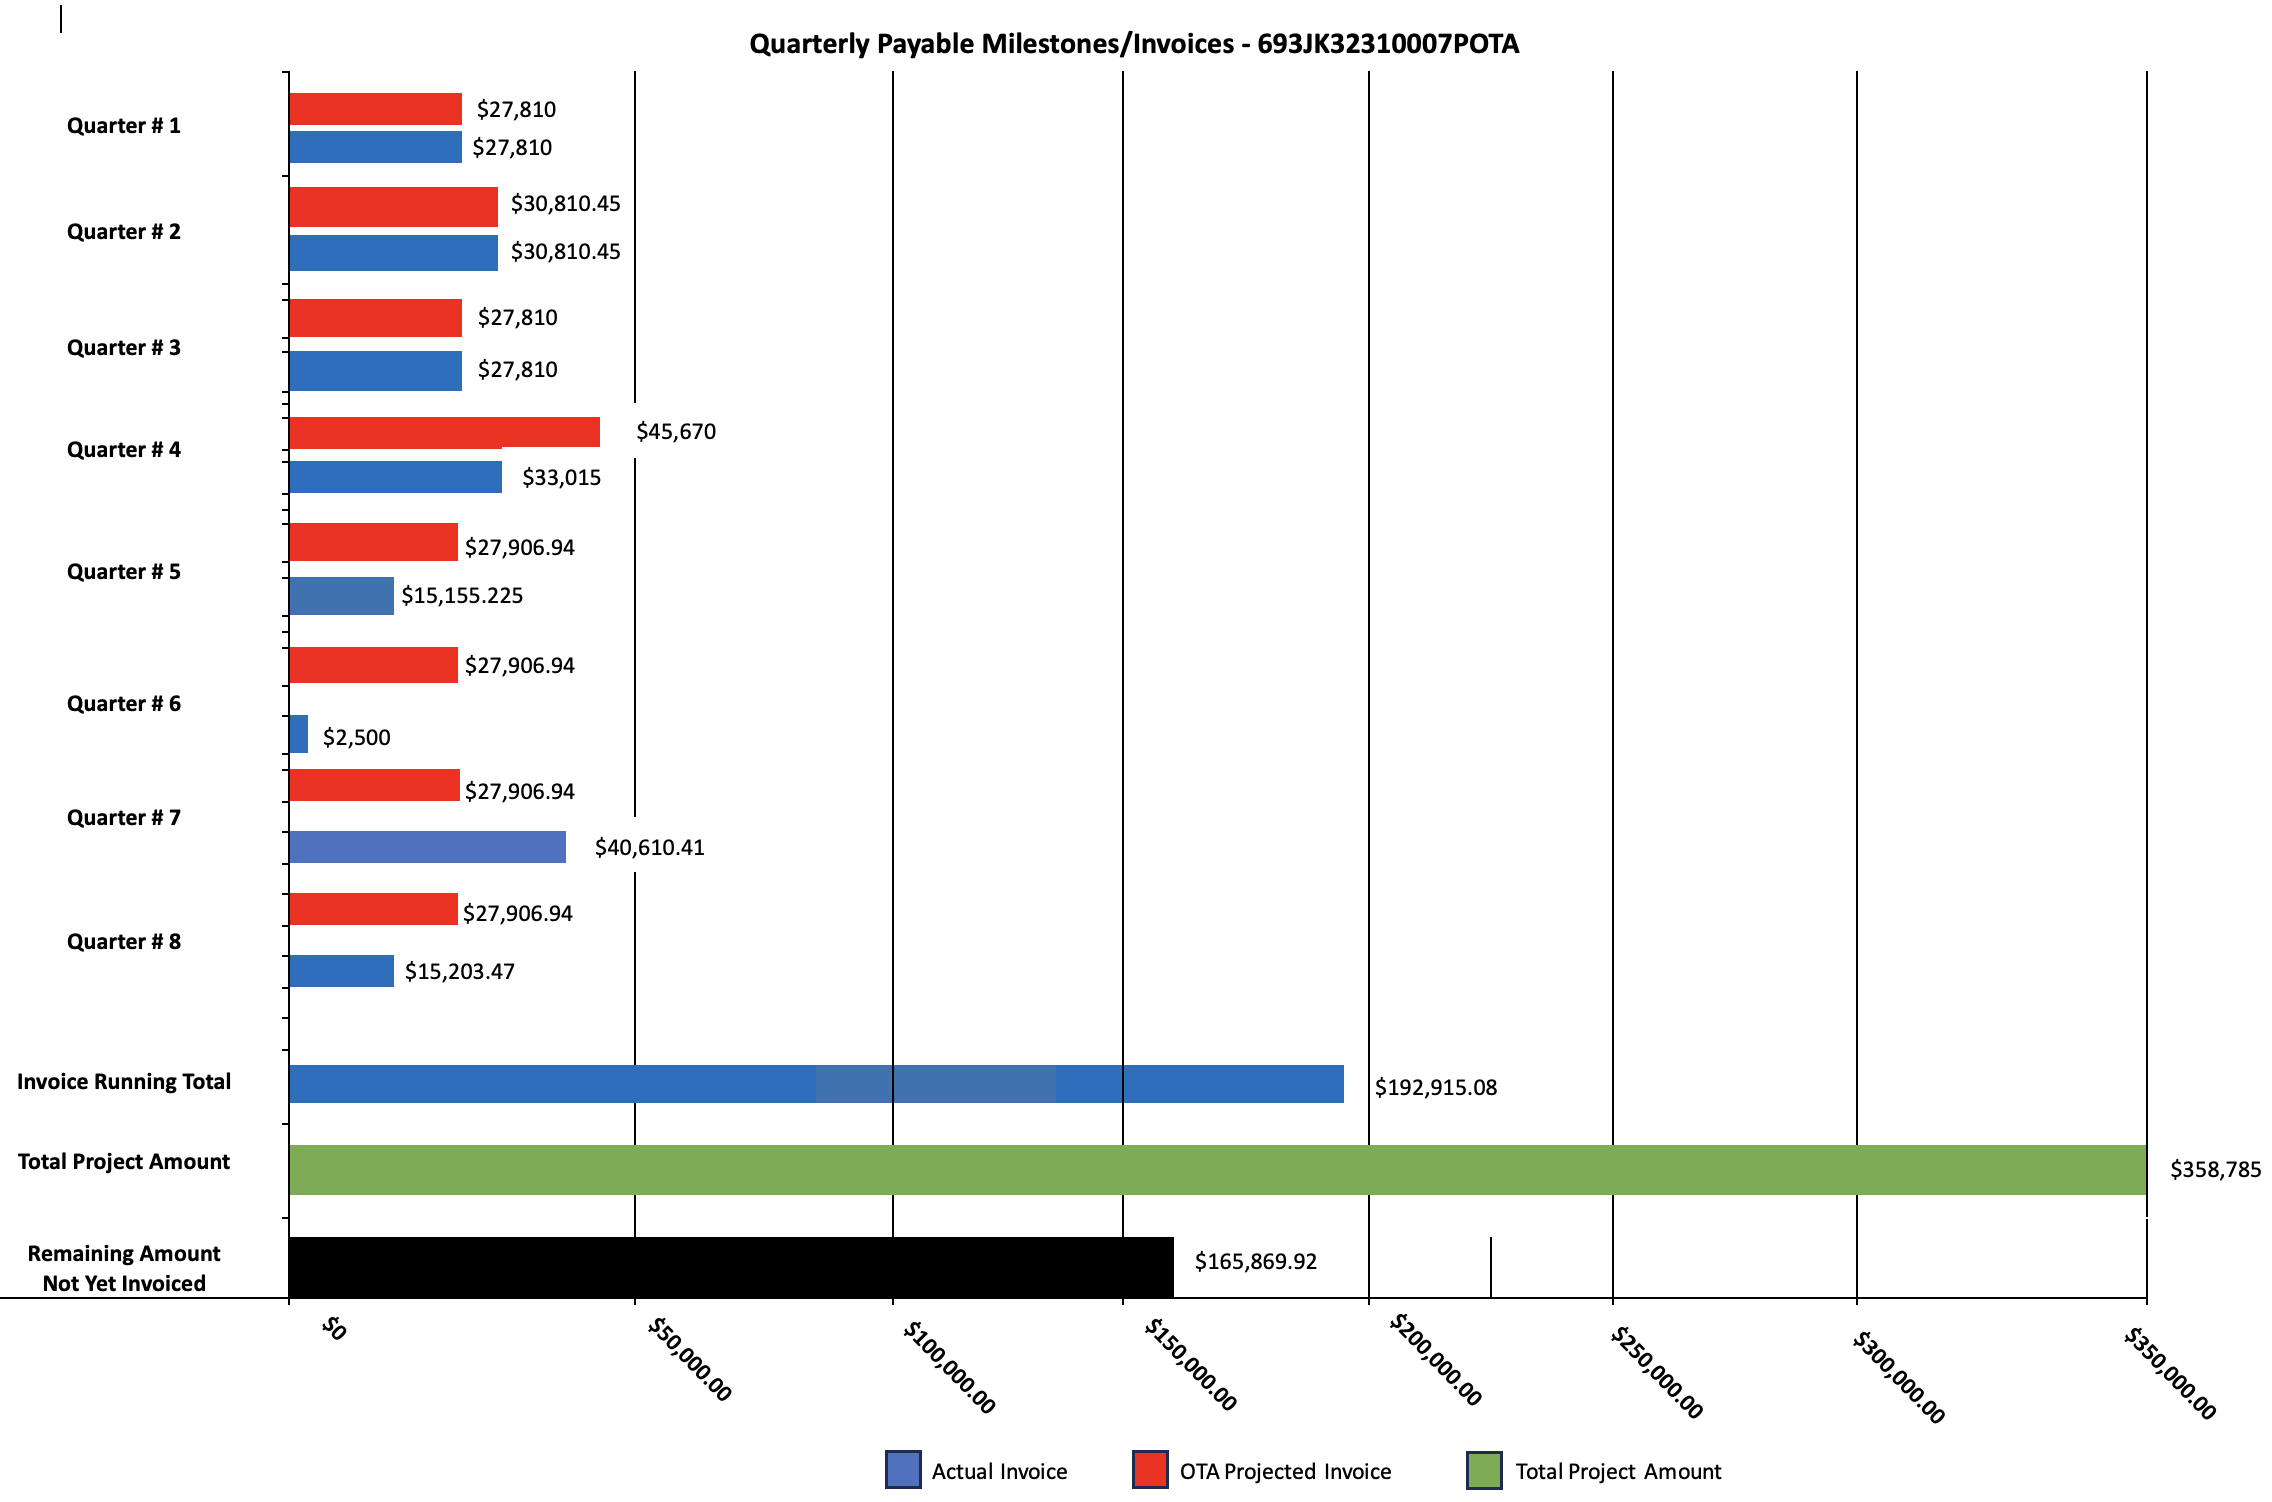 Quarterly Payable Milestones/Invoices - 693JK32310007POTA
Quarter # 1
$27,810
$27,810
Quarter # 2
$30,810.45
$30,810.45
Quarter # 3
$27,810
$27,810
Quarter # 4
$45,670
$33,015
Quarter # 5
$27,906.94
$15,155.225
Quarter # 6
$27,906.94
$2,500
Quarter # 7
$27,906.94
$40,610.41
Quarter # 8
$27,906.94
$15,203.47
Invoice Running Total
$192,915.08
Total Project Amount
$358,785
Remaining Amount
Not Yet Invoiced
$165,869.92
$0
$50,000.00
$100,000.00
$150,000.00
$200,000.00
$250,000.00
$300,000.00
$350,000.00
Actual Invoice
OTA Projected Invoice
Total Project Amount